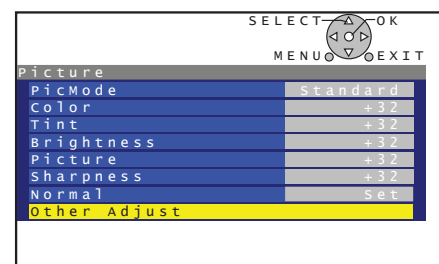 SELECT OK
MENU EXIT
Picture
PicMode Standard
Color +32
Tint +32
Brightness +32
Picture +32
Sharpness +32
Normal Set
Other Adjust